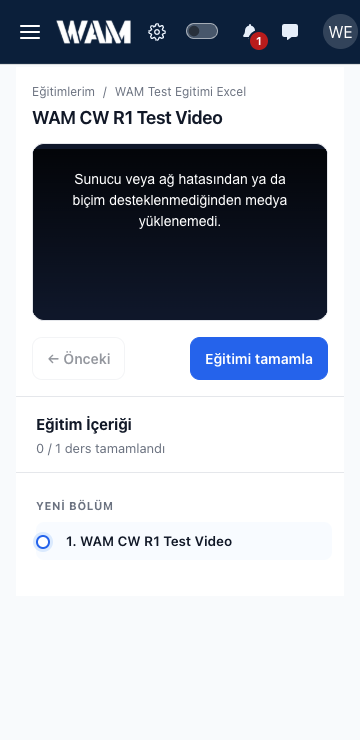 WAM
1
WE
Eğitimlerim / WAM Test Egitimi Excel
WAM CW R1 Test Video
Sunucu veya ağ hatasından ya da
biçim desteklenmediğinden medya
yüklenemedi.
← Önceki
Eğitimi tamamla
Eğitim İçeriği
0 / 1 ders tamamlandı
YENİ BÖLÜM
1. WAM CW R1 Test Video